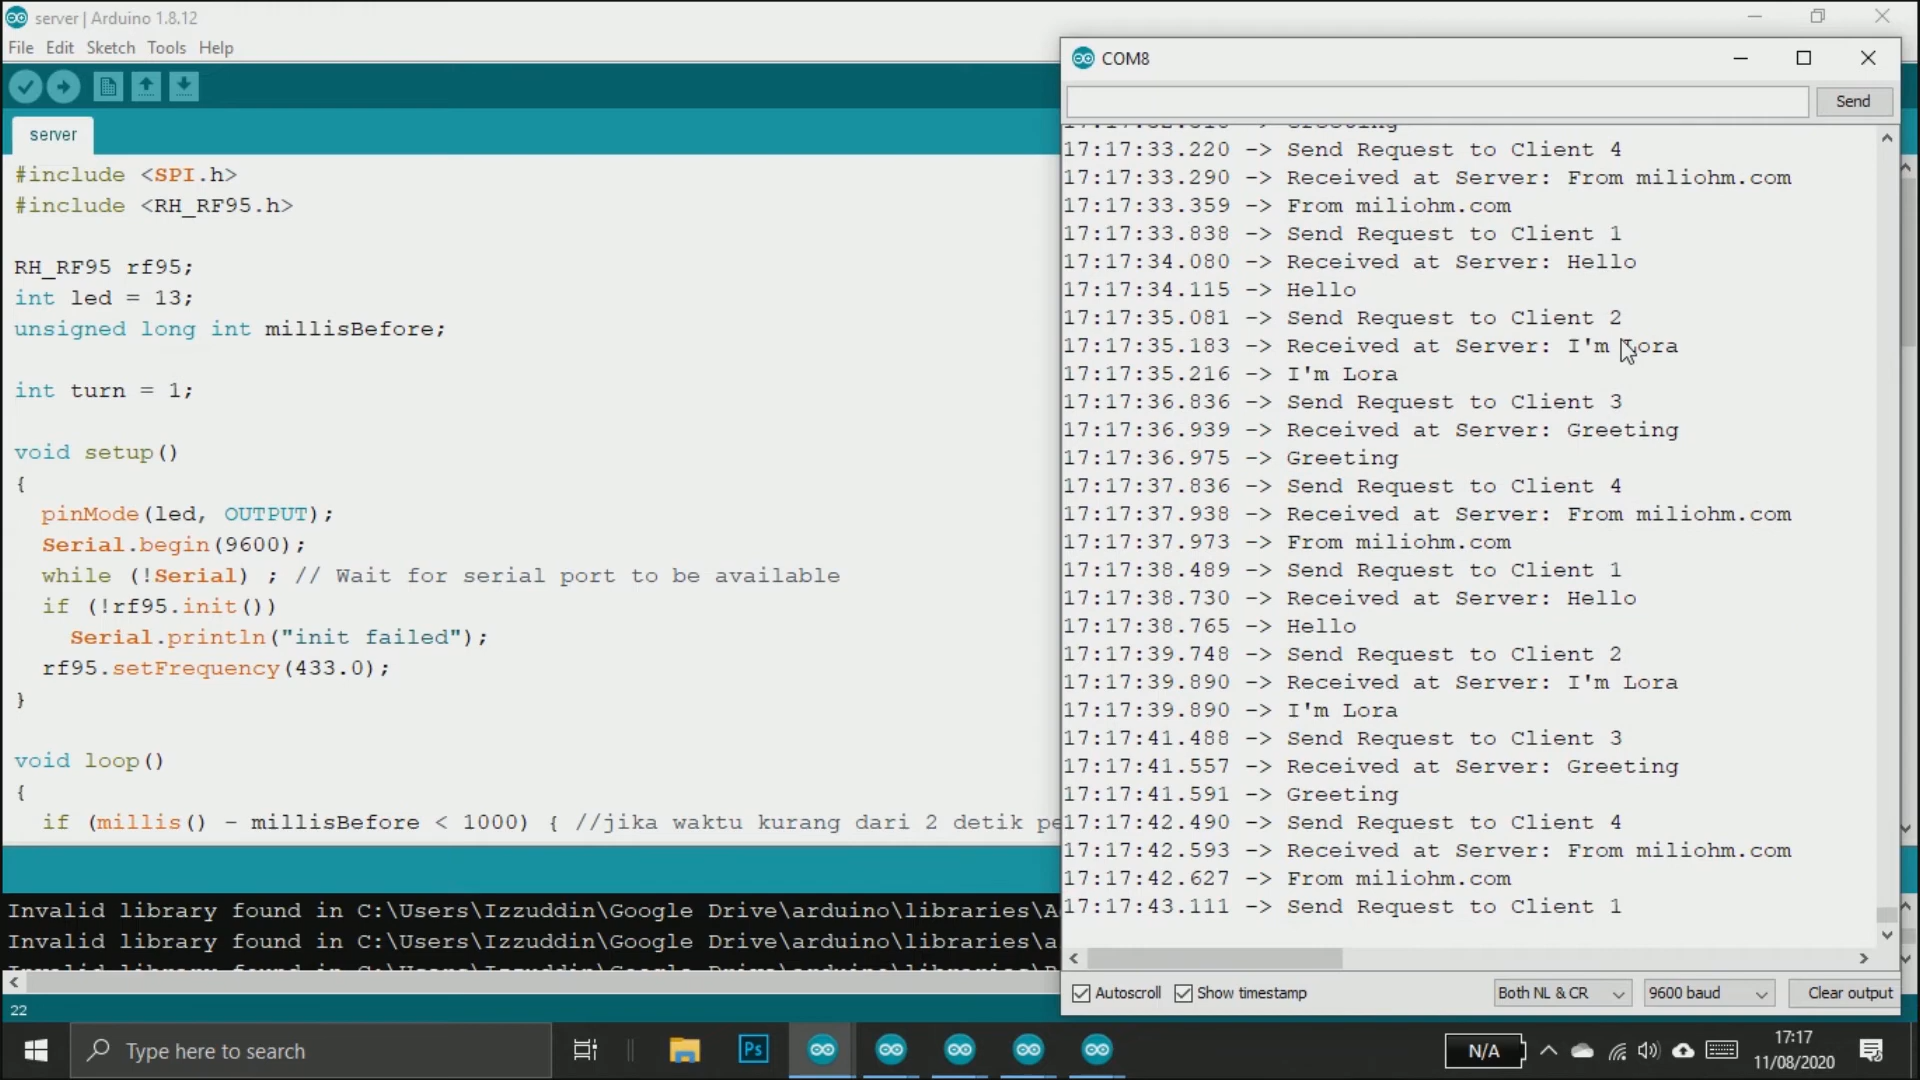 server | Arduino 1.8.12
File Edit Sketch Tools Help
server
#include <SPI.h>
#include <RH_RF95.h>
RH_RF95 rf95;
int led = 13;
unsigned long int millisBefore;
int turn = 1;
void setup()
{
pinMode(led, OUTPUT);
Serial.begin(9600);
while (!Serial) ; // Wait for serial port to be available
if (!rf95.init())
Serial.println("init failed");
rf95.setFrequency(433.0);
}
void loop()
{
if (millis() - millisBefore < 1000) { //jika waktu kurang dari 2 detik
Invalid library found in C:\Users\Izzuddin\Google Drive\arduino\libraries\A
Invalid library found in C:\Users\Izzuddin\Google Drive\arduino\libraries\a
Invalid library found in C:\Users\Izzuddin\Google Drive\arduino\libraries\
22
COM8
Send
Greeting
17:17:33.220 -> Send Request to Client 4
17:17:33.290 -> Received at Server: From miliohm.com
17:17:33.359 -> From miliohm.com
17:17:33.838 -> Send Request to Client 1
17:17:34.080 -> Received at Server: Hello
17:17:34.115 -> Hello
17:17:35.081 -> Send Request to Client 2
17:17:35.183 -> Received at Server: I'm Lora
17:17:35.216 -> I'm Lora
17:17:36.836 -> Send Request to Client 3
17:17:36.939 -> Received at Server: Greeting
17:17:36.975 -> Greeting
17:17:37.836 -> Send Request to Client 4
17:17:37.938 -> Received at Server: From miliohm.com
17:17:37.973 -> From miliohm.com
17:17:38.489 -> Send Request to Client 1
17:17:38.730 -> Received at Server: Hello
17:17:38.765 -> Hello
17:17:39.748 -> Send Request to Client 2
17:17:39.890 -> Received at Server: I'm Lora
17:17:39.890 -> I'm Lora
17:17:41.488 -> Send Request to Client 3
17:17:41.557 -> Received at Server: Greeting
17:17:41.591 -> Greeting
17:17:42.490 -> Send Request to Client 4
17:17:42.593 -> Received at Server: From miliohm.com
17:17:42.627 -> From miliohm.com
17:17:43.111 -> Send Request to Client 1
Autoscroll Show timestamp Both NL & CR 9600 baud Clear output
Type here to search
Ps
N/A
17:17
11/08/2020